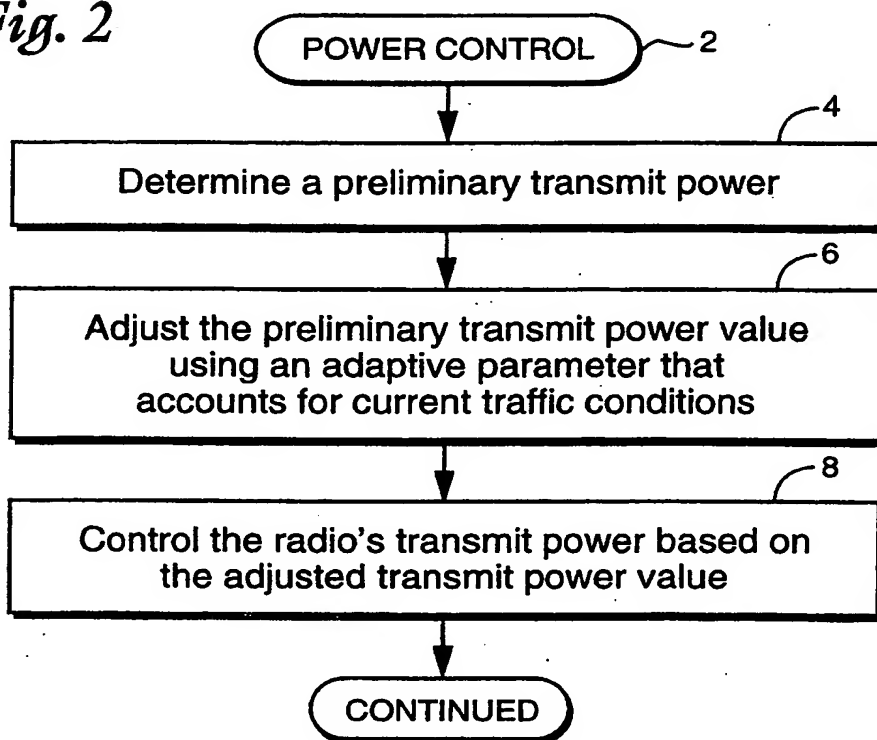 Fig. 2
POWER CONTROL
2
4
Determine a preliminary transmit power
6
Adjust the preliminary transmit power value
using an adaptive parameter that
accounts for current traffic conditions
8
Control the radio's transmit power based on
the adjusted transmit power value
CONTINUED